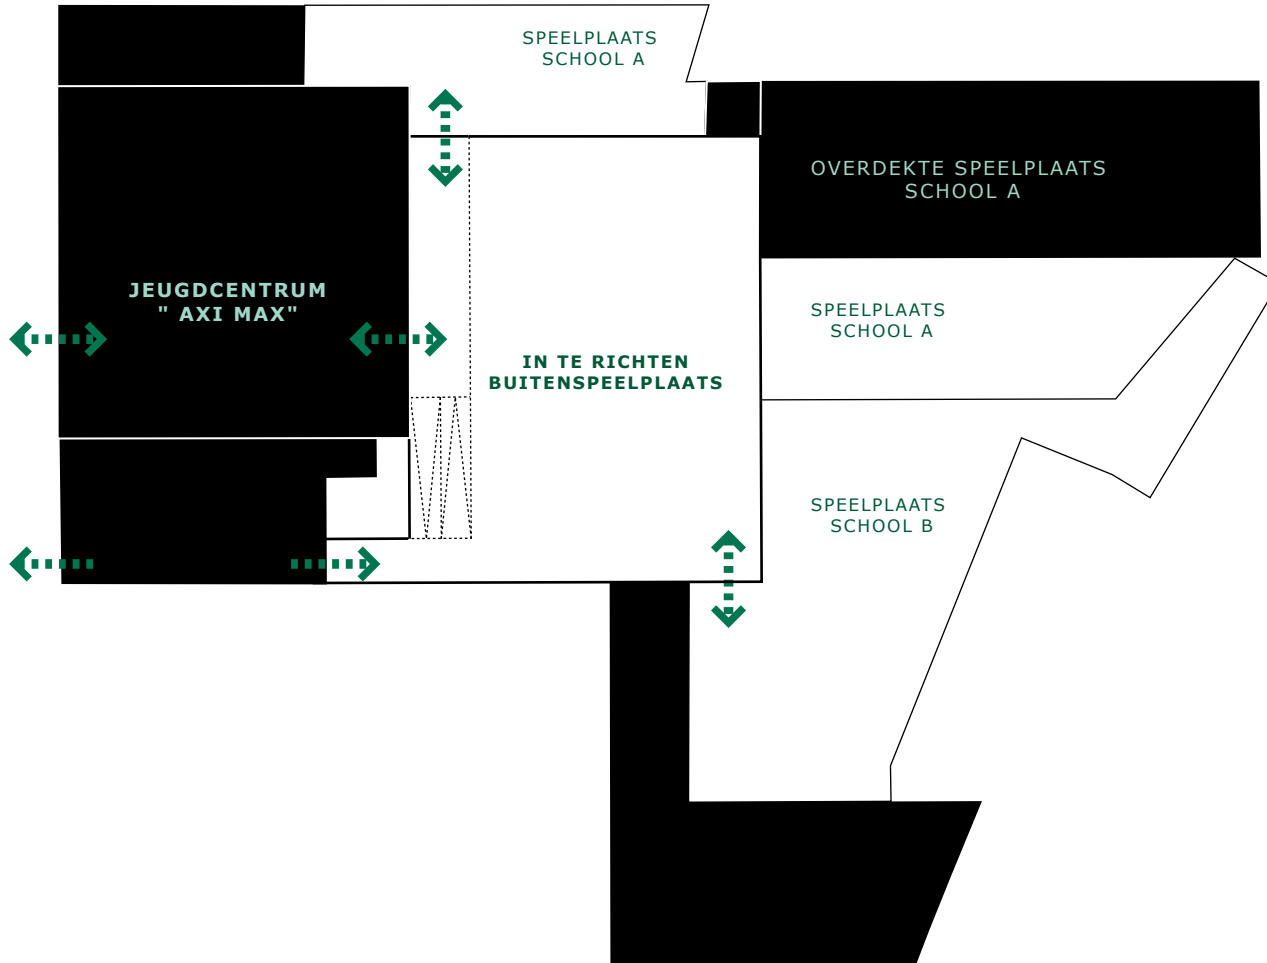 SPEELPLAATS
SCHOOL A
OVERDEKTE SPEELPLAATS
SCHOOL A
JEUGDCENTRUM
" AXI MAX"
SPEELPLAATS
SCHOOL A
IN TE RICHTEN
BUITENSPEELPLAATS
SPEELPLAATS
SCHOOL B